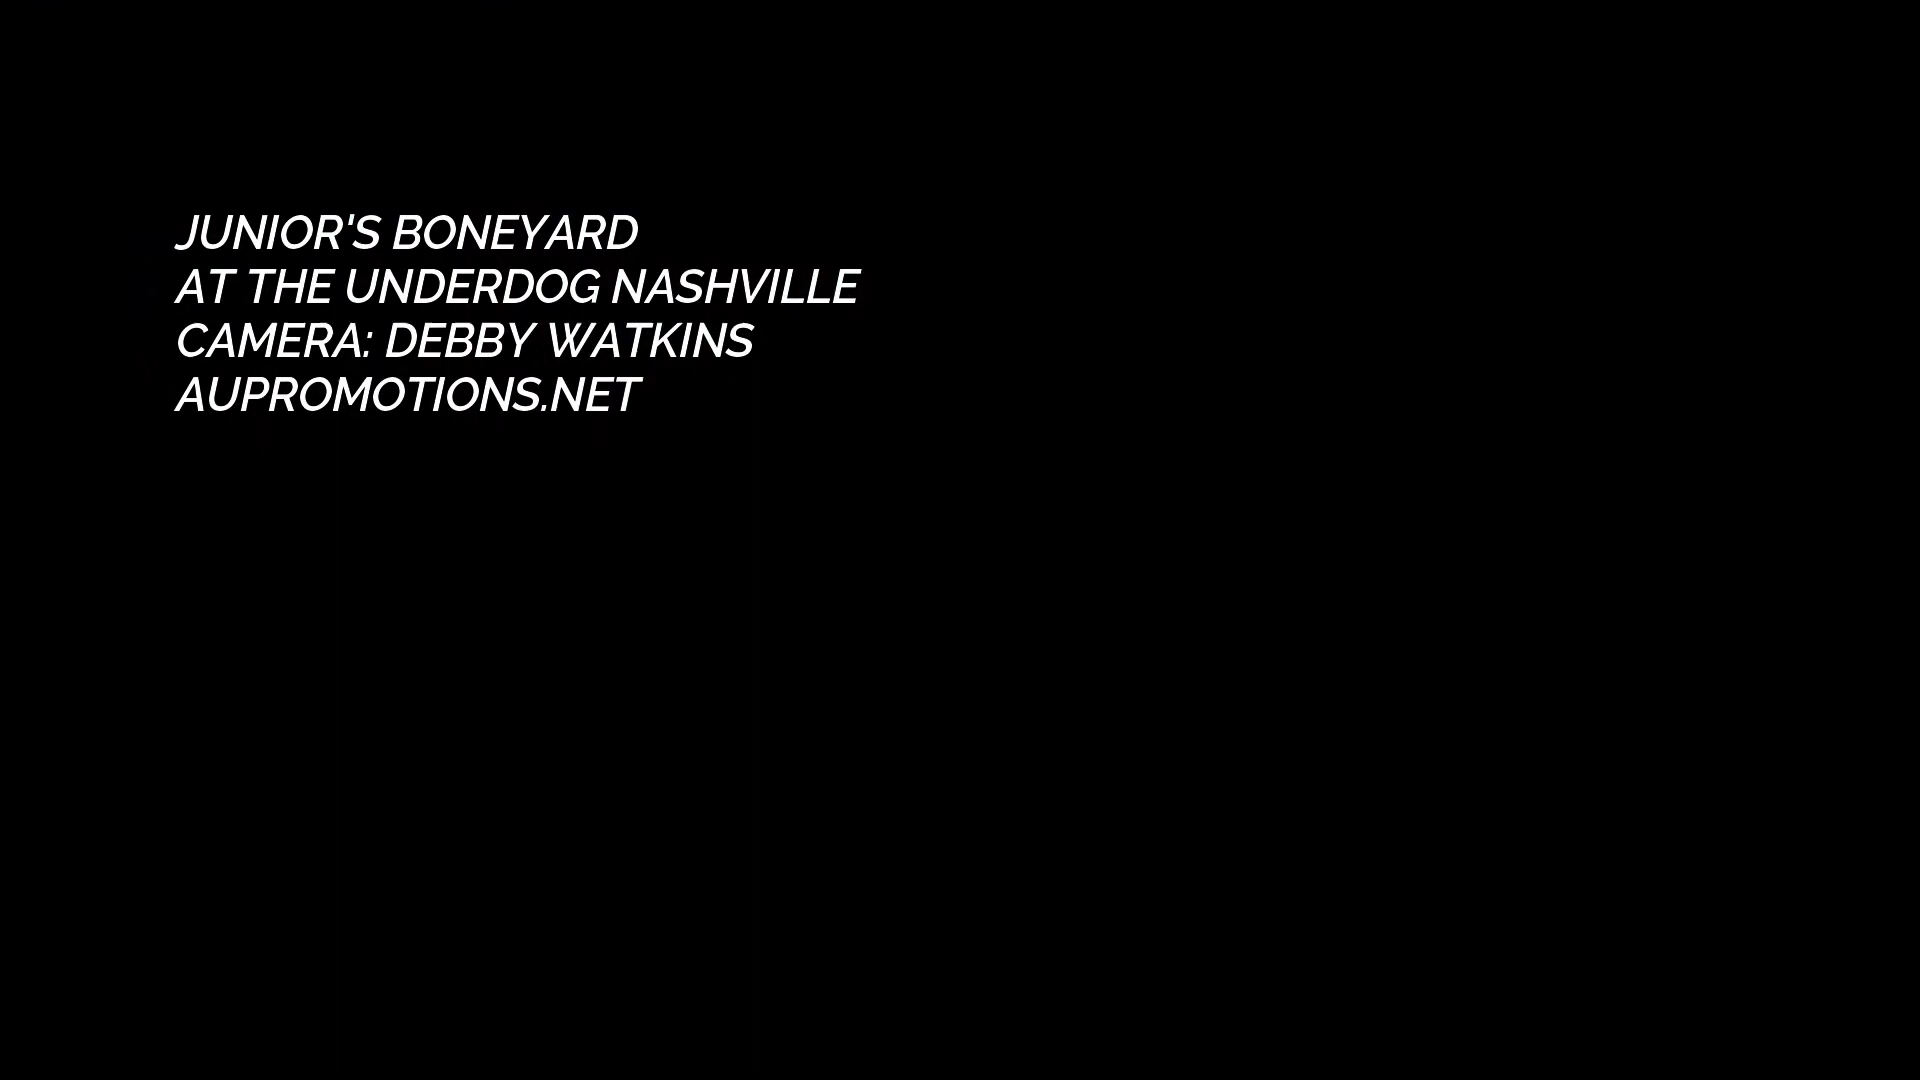 JUNIOR'S BONEYARD
AT THE UNDERDOG NASHVILLE
CAMERA: DEBBY WATKINS
AUPROMOTIONS.NET